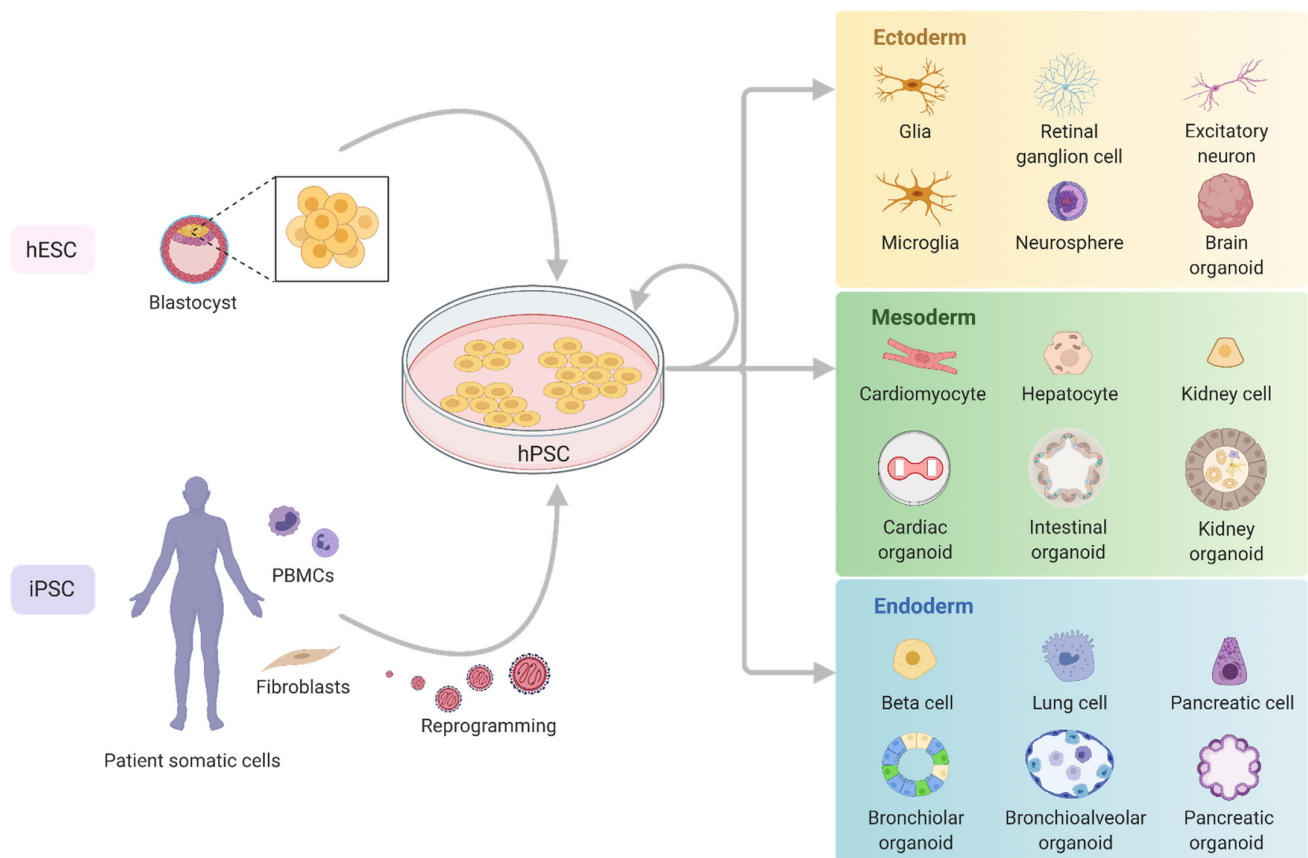 hESC
Blastocyst
iPSC
PBMCs
Fibroblasts
Patient somatic cells
Reprogramming
hPSC
Ectoderm
Glia
Retinal
ganglion cell
Excitatory
neuron
Microglia
Neurosphere
Brain
organoid
Mesoderm
Cardiomyocyte
Hepatocyte
Kidney cell
Cardiac
organoid
Intestinal
organoid
Kidney
organoid
Endoderm
Beta cell
Lung cell
Pancreatic cell
Bronchiolar
organoid
Bronchioalveolar
organoid
Pancreatic
organoid